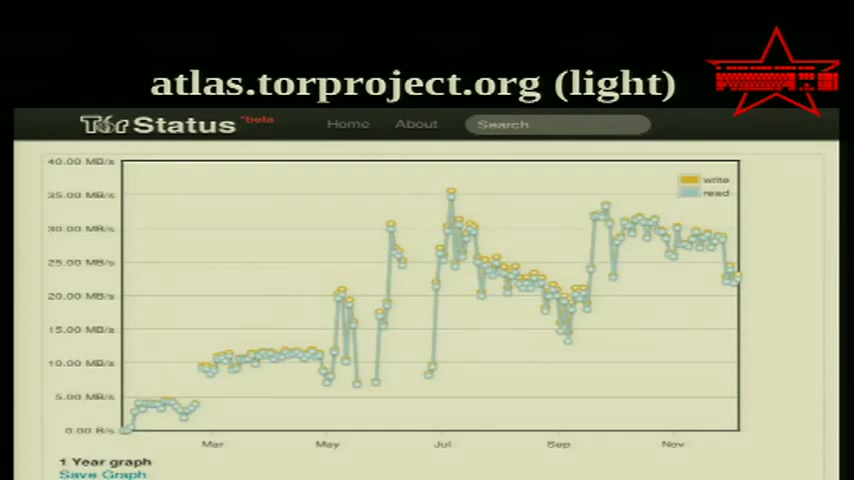 atlas.torproject.org (light)
Tor Status *beta Home About Search
40.00 MB/s
write
35.00 MB/s
read
30.00 MB/s
25.00 MB/s
20.00 MB/s
15.00 MB/s
10.00 MB/s
5.00 MB/s
0.00 B/s
Mar May Jul Sep Nov
1 Year graph
Save Graph